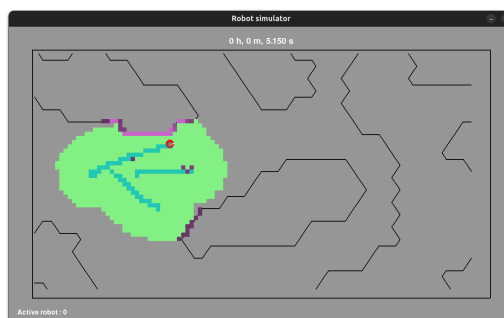 Robot simulator
0 h, 0 m, 5.150 s
Active robot : 0